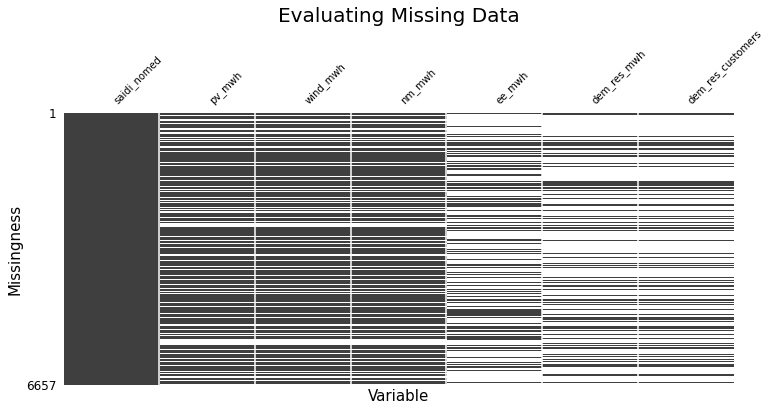 Evaluating Missing Data
saidi_nomed
pv_mwh
wind_mwh
nm_mwh
ee_mwh
dem_res_mwh
dem_res_customers
1
Missingness
6657
Variable